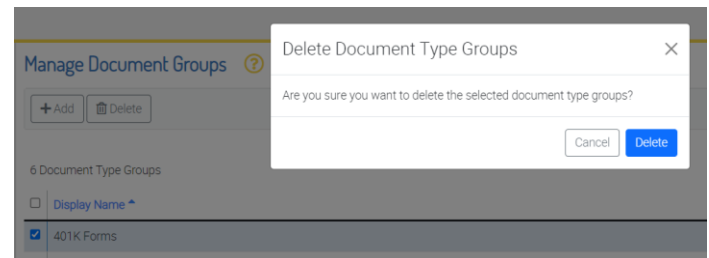 Manage Document Groups ?
+ Add Delete
6 Document Type Groups
Display Name
401K Forms
Delete Document Type Groups
Are you sure you want to delete the selected document type groups?
Cancel Delete